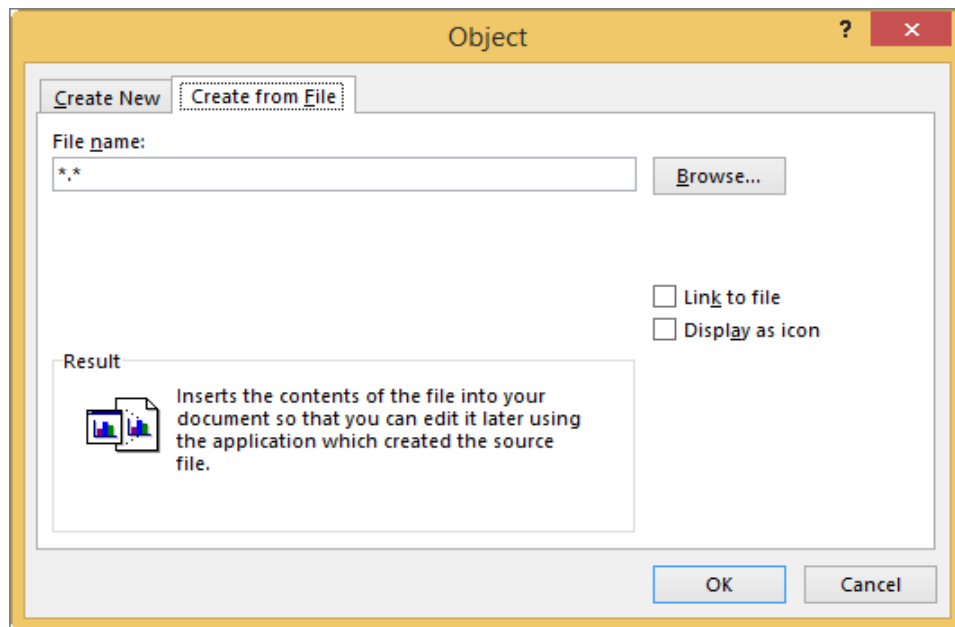 Object
?
Create New
Create from File
File name:
*.*
Browse...
Link to file
Display as icon
Result
Inserts the contents of the file into your
document so that you can edit it later using
the application which created the source
file.
OK
Cancel